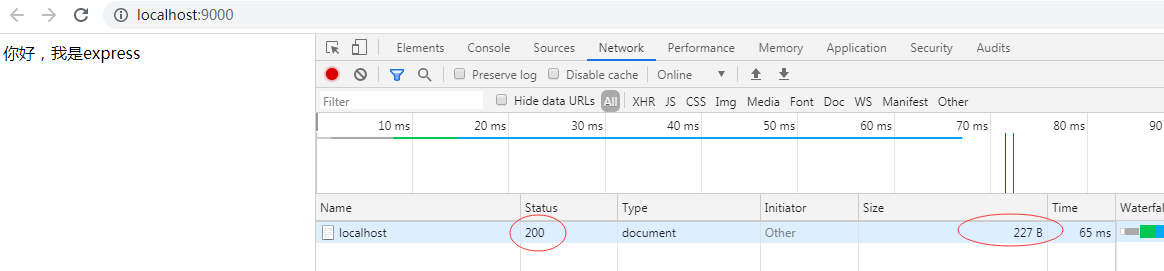 localhost:9000
你好，我是express
Elements Console Sources Network Performance Memory Application Security Audits
Preserve log Disable cache Online
Filter Hide data URLs All XHR JS CSS Img Media Font Doc WS Manifest Other
10 ms 20 ms 30 ms 40 ms 50 ms 60 ms 70 ms 80 ms 90
Name Status Type Initiator Size Time Waterfal
localhost 200 document Other 227 B 65 ms